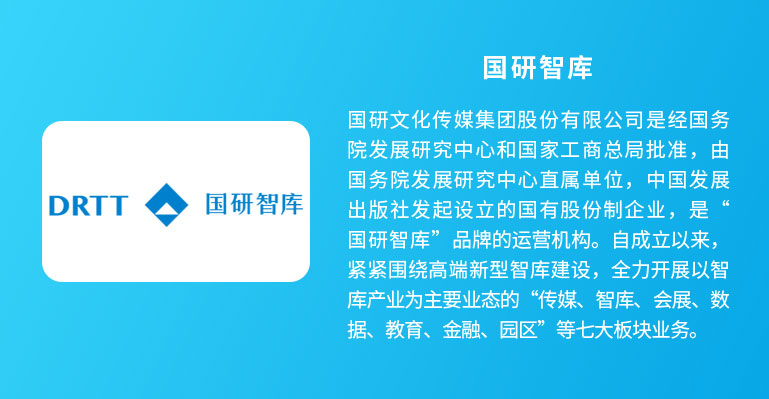 国研智库
DRTT 国研智库
国研文化传媒集团股份有限公司是经国务
院发展研究中心和国家工商总局批准，由
国务院发展研究中心直属单位，中国发展
出版社发起设立的国有股份制企业，是“
国研智库”品牌的运营机构。自成立以来，
紧紧围绕高端新型智库建设，全力开展以智
库产业为主要业态的“传媒、智库、会展、数
据、教育、金融、园区”等七大板块业务。